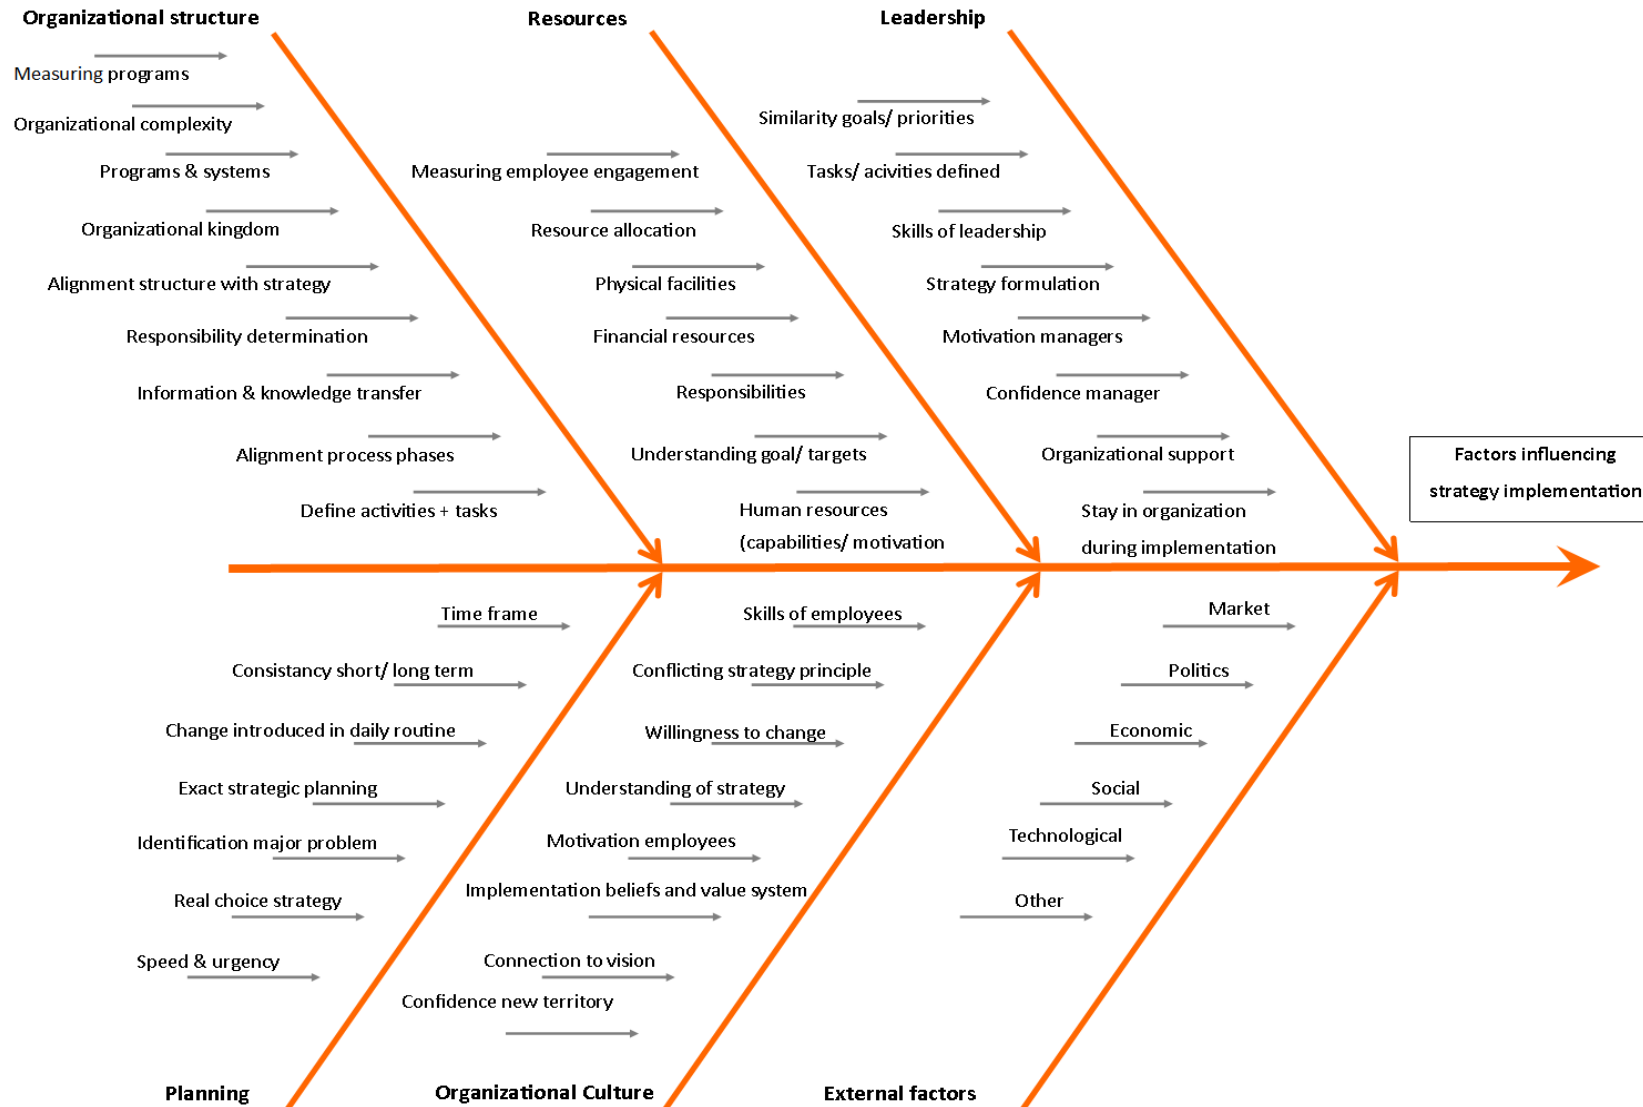 Organizational structure
Measuring programs
Organizational complexity
Programs & systems
Organizational kingdom
Alignment structure with strategy
Responsibility determination
Information & knowledge transfer
Alignment process phases
Define activities + tasks
Resources
Measuring employee engagement
Resource allocation
Physical facilities
Financial resources
Responsibilities
Understanding goal/ targets
Human resources
(capabilities/ motivation
Leadership
Similarity goals/ priorities
Tasks/ acivities defined
Skills of leadership
Strategy formulation
Motivation managers
Confidence manager
Organizational support
Stay in organization
during implementation
Factors influencing
strategy implementation
Time frame
Consistancy short/ long term
Change introduced in daily routine
Exact strategic planning
Identification major problem
Real choice strategy
Speed & urgency
Planning
Skills of employees
Conflicting strategy principle
Willingness to change
Understanding of strategy
Motivation employees
Implementation beliefs and value system
Connection to vision
Confidence new territory
Organizational Culture
Market
Politics
Economic
Social
Technological
Other
External factors